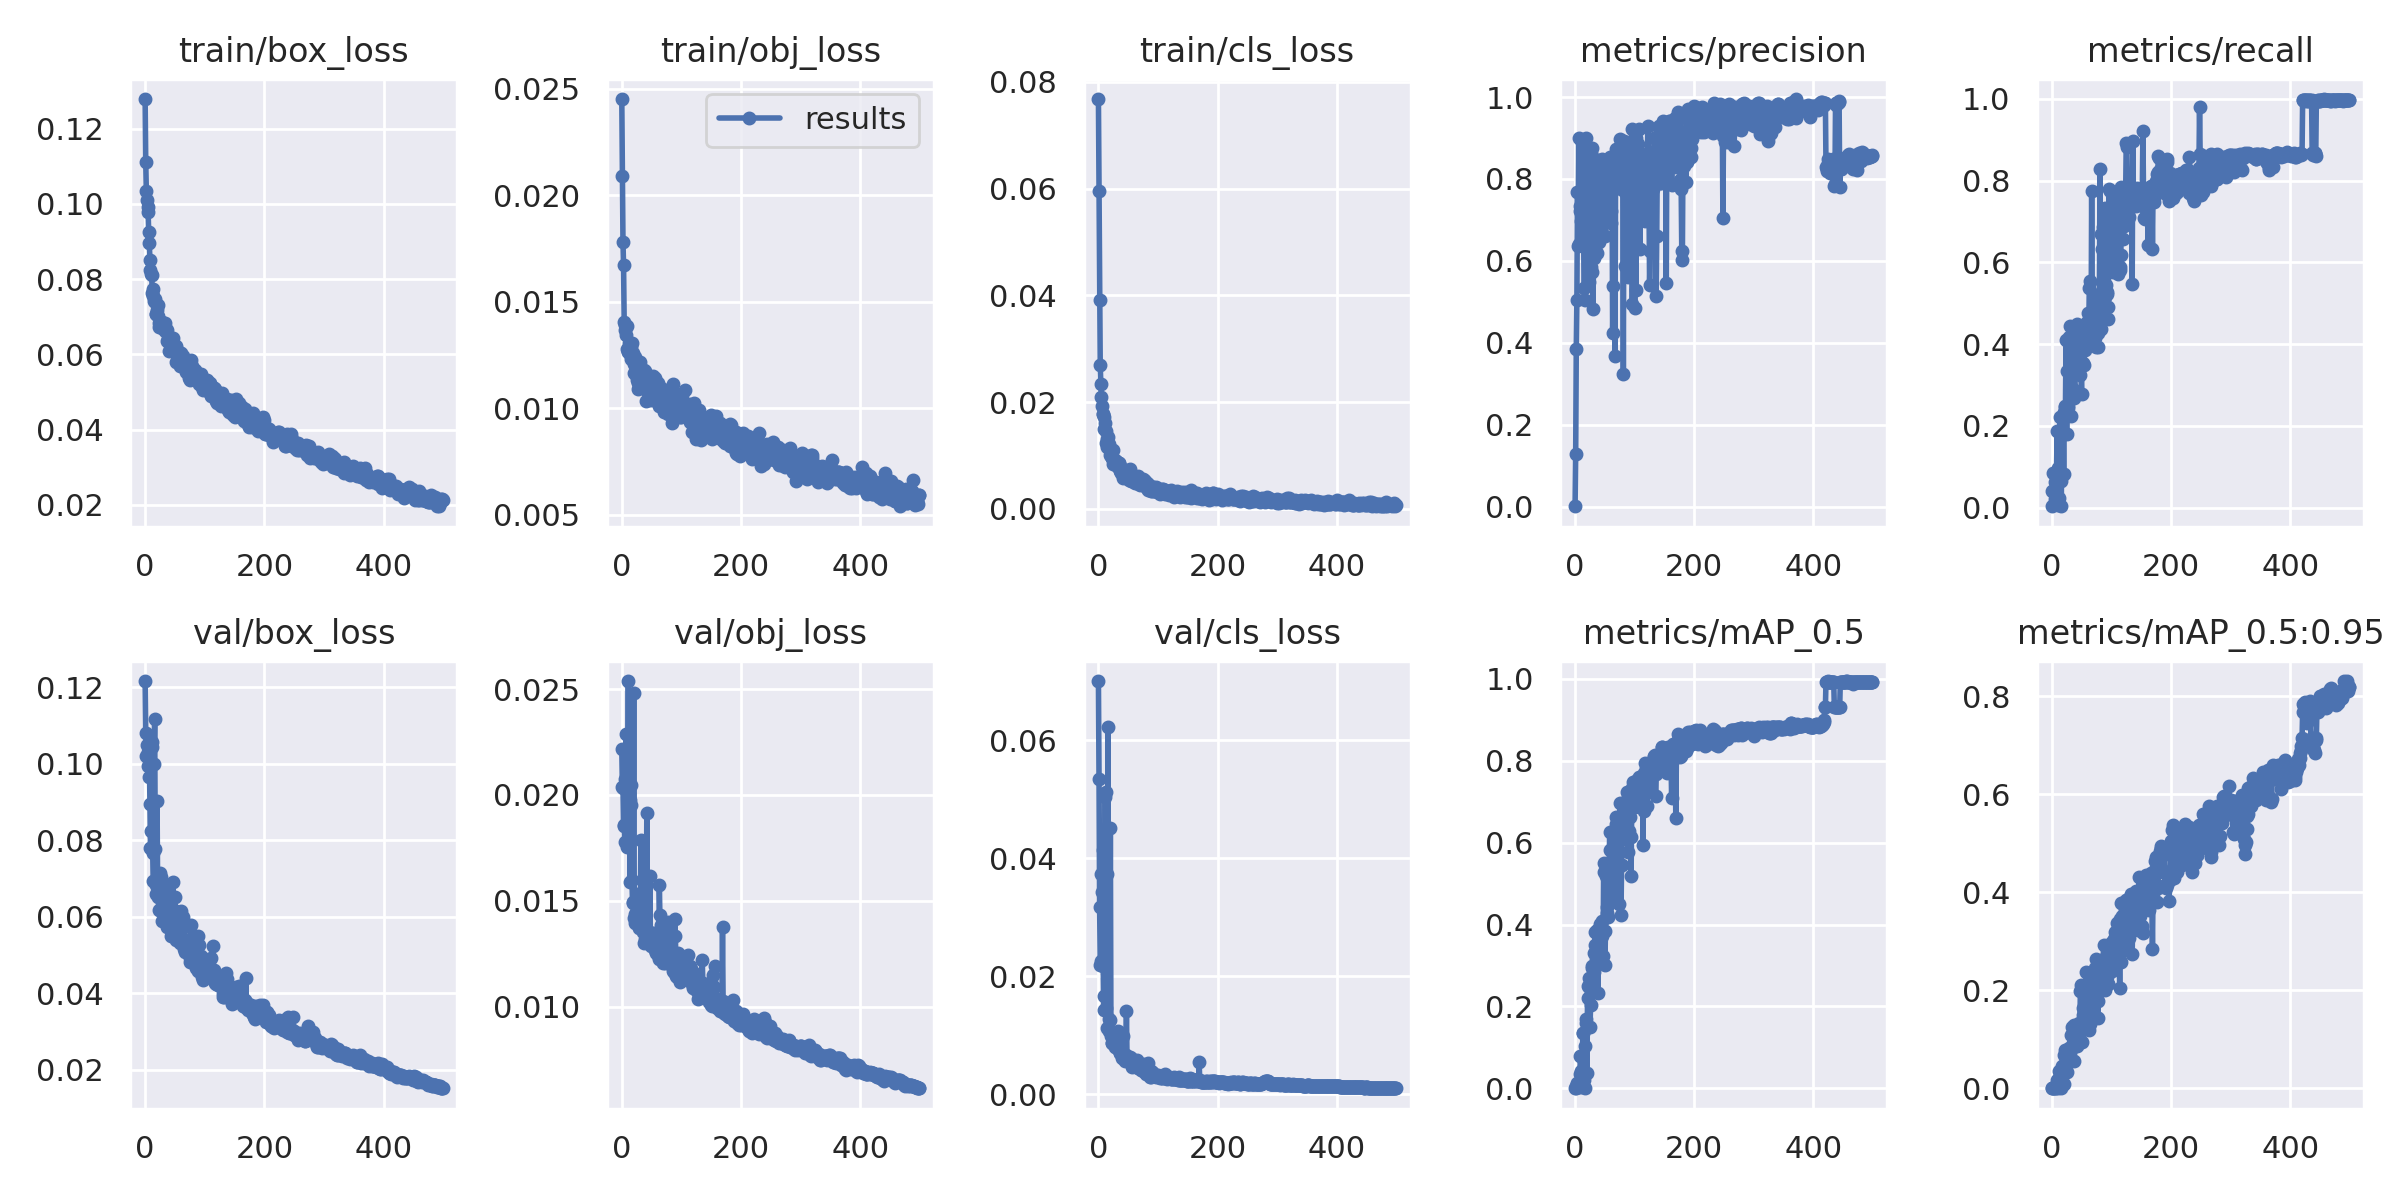 train/box_loss
train/obj_loss
train/cls_loss
metrics/precision
metrics/recall
0.12
0.10
0.08
0.06
0.04
0.02
0 200 400
0.025
0.020
0.015
0.010
0.005
results
0 200 400
0.08
0.06
0.04
0.02
0.00
0 200 400
1.0
0.8
0.6
0.4
0.2
0.0
0 200 400
1.0
0.8
0.6
0.4
0.2
0.0
0 200 400
val/box_loss
val/obj_loss
val/cls_loss
metrics/mAP_0.5
metrics/mAP_0.5:0.95
0.12
0.10
0.08
0.06
0.04
0.02
0 200 400
0.025
0.020
0.015
0.010
0 200 400
0.06
0.04
0.02
0.00
0 200 400
1.0
0.8
0.6
0.4
0.2
0.0
0 200 400
0.8
0.6
0.4
0.2
0.0
0 200 400